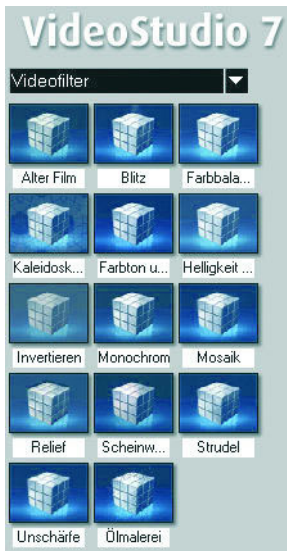 VideoStudio 7
Videofilter
Alter Film Blitz Farbbala...
Kaleidosk... Farbton u... Helligkeit ...
Invertieren Monochrom Mosaik
Relief Scheinw... Strudel
Unschärfe Ölmalerei